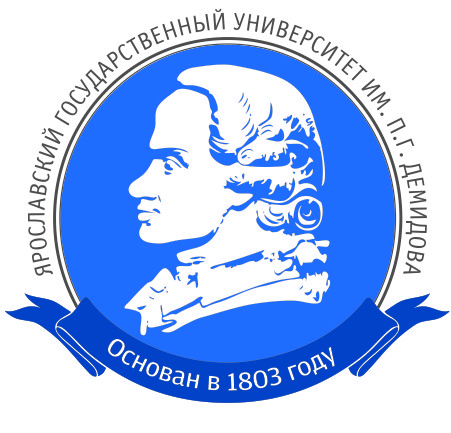 ЯРОСЛАВСКИЙ ГОСУДАРСТВЕННЫЙ УНИВЕРСИТЕТ ИМ. П.Г. ДЕМИДОВА
Основан в 1803 году